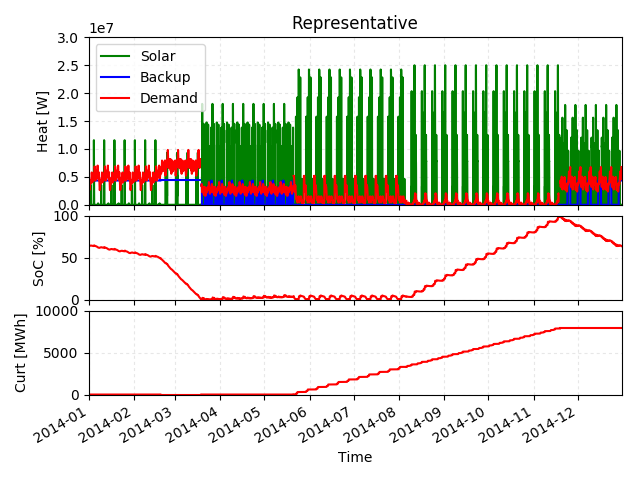 Representative
1e7
3.0
2.5
2.0
1.5
1.0
0.5
0.0
Heat [W]
Solar
Backup
Demand
100
50
0
SoC [%]
10000
5000
0
Curt [MWh]
2014-01
2014-02
2014-03
2014-04
2014-05
2014-06
2014-07
2014-08
2014-09
2014-10
2014-11
2014-12
Time